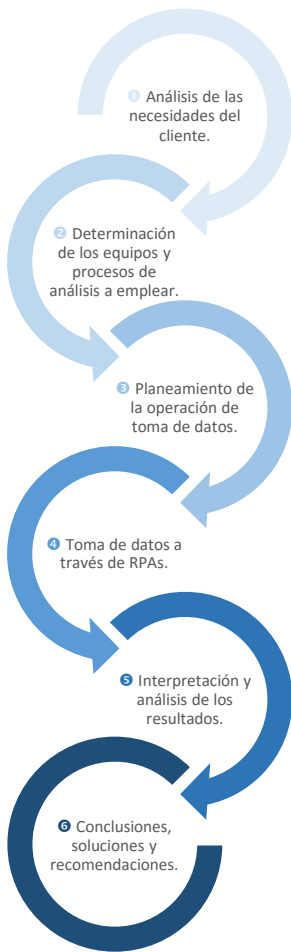 ❶ Análisis de las
necesidades del
cliente.
❷ Determinación
de los equipos y
procesos de
análisis a emplear.
❸ Planeamiento de
la operación de
toma de datos.
❹ Toma de datos a
través de RPAs.
❺ Interpretación y
análisis de los
resultados.
❻ Conclusiones,
soluciones y
recomendaciones.